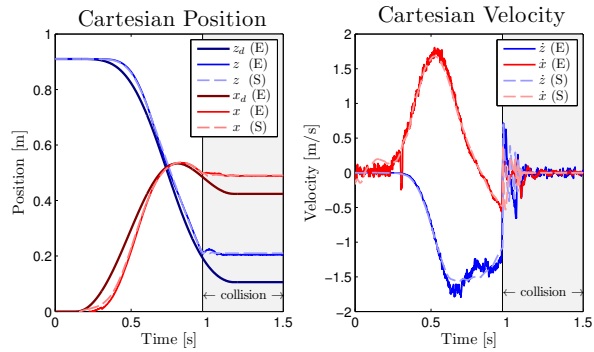 Cartesian Position
1
0.8
0.6
0.4
0.2
0
Position [m]
z_d (E)
z (E)
z (S)
x_d (E)
x (E)
x (S)
collision
0
0.5
1
1.5
Time [s]
Cartesian Velocity
2
1.5
1
0.5
0
−0.5
−1
−1.5
−2
Velocity [m/s]
ż (E)
ẋ (E)
ż (S)
ẋ (S)
collision
0
0.5
1
1.5
Time [s]